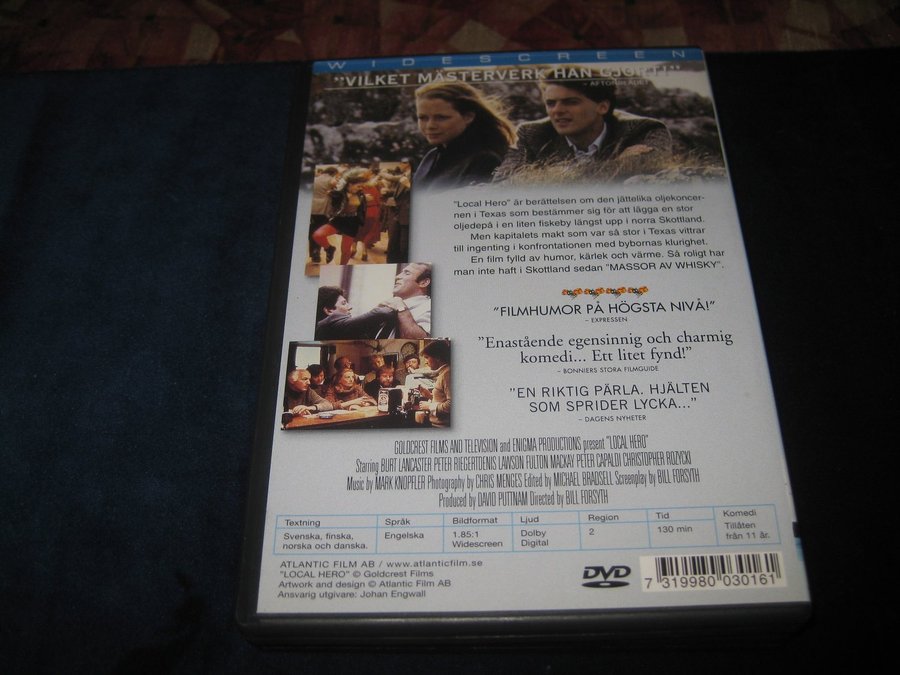 WIDESCREEN
"VILKET MÄSTERVERK HAN GJORT!"
– AFTONBLADET
"Local Hero" är berättelsen om den jättelika oljekoncer-
nen i Texas som bestämmer sig för att lägga en stor
oljedepå i en liten fiskeby längst upp i norra Skottland.
Men kapitalets makt som var så stor i Texas vittrar
till ingenting i konfrontationen med bybornas klurighet.
En film fylld av humor, kärlek och värme. Så roligt har
man inte haft i Skottland sedan "MASSOR AV WHISKY".
"FILMHUMOR PÅ HÖGSTA NIVÅ!"
– EXPRESSEN
"Enastående egensinnig och charmig
komedi... Ett litet fynd!"
– BONNIERS STORA FILMGUIDE
"EN RIKTIG PÄRLA. HJÄLTEN
SOM SPRIDER LYCKA..."
– DAGENS NYHETER
GOLDCREST FILMS AND TELEVISION and ENIGMA PRODUCTIONS present "LOCAL HERO"
Starring BURT LANCASTER PETER RIEGERTDENIS LAWSON FULTON MACKAY PETER CAPALDI CHRISTOPHER ROZYCKI
Music by MARK KNOPFLER Photography by CHRIS MENGES Edited by MICHAEL BRADSELL Screenplay by BILL FORSYTH
Produced by DAVID PUTTNAM Directed by BILL FORSYTH
Textning Språk Bildformat Ljud Region Tid Komedi
Svenska, finska, Engelska 1.85:1 Dolby 2 130 min Tillåten
norska och danska. Widescreen Digital från 11 år.
ATLANTIC FILM AB / www.atlanticfilm.se
"LOCAL HERO" © Goldcrest Films
Artwork and design © Atlantic Film AB
Ansvarig utgivare: Johan Engwall
DVD
7 319980 030161